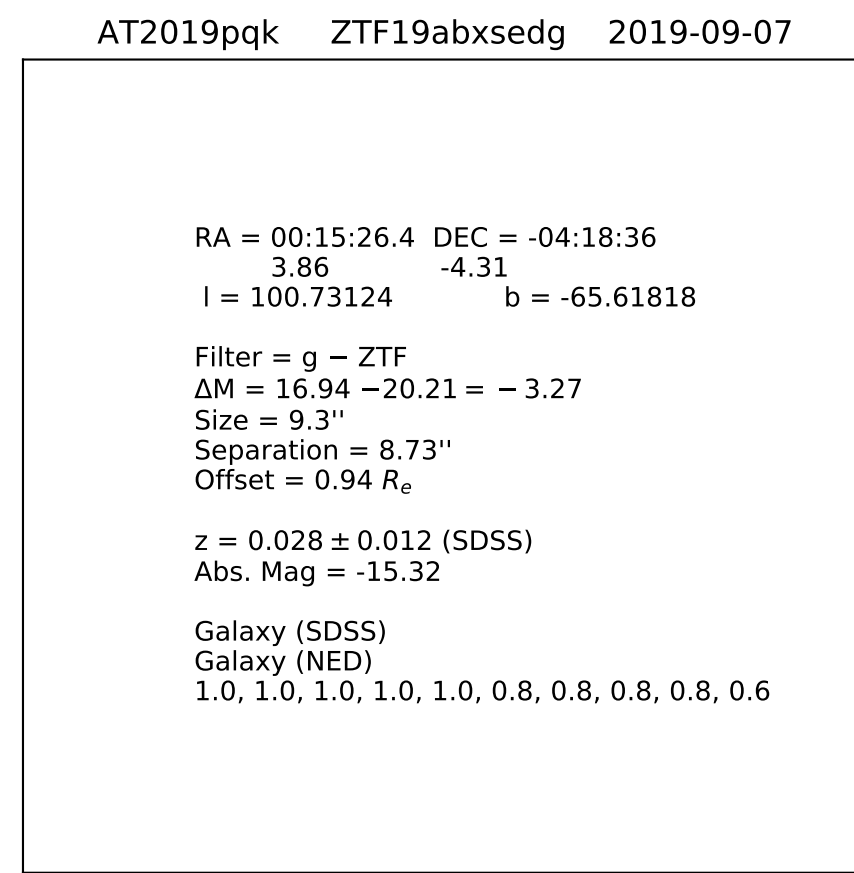 AT2019pqk ZTF19abxsedg 2019-09-07
RA = 00:15:26.4 DEC = -04:18:36
3.86 -4.31
l = 100.73124 b = -65.61818
Filter = g − ZTF
ΔM = 16.94 −20.21 = − 3.27
Size = 9.3''
Separation = 8.73''
Offset = 0.94 Re
z = 0.028 ± 0.012 (SDSS)
Abs. Mag = -15.32
Galaxy (SDSS)
Galaxy (NED)
1.0, 1.0, 1.0, 1.0, 1.0, 0.8, 0.8, 0.8, 0.8, 0.6